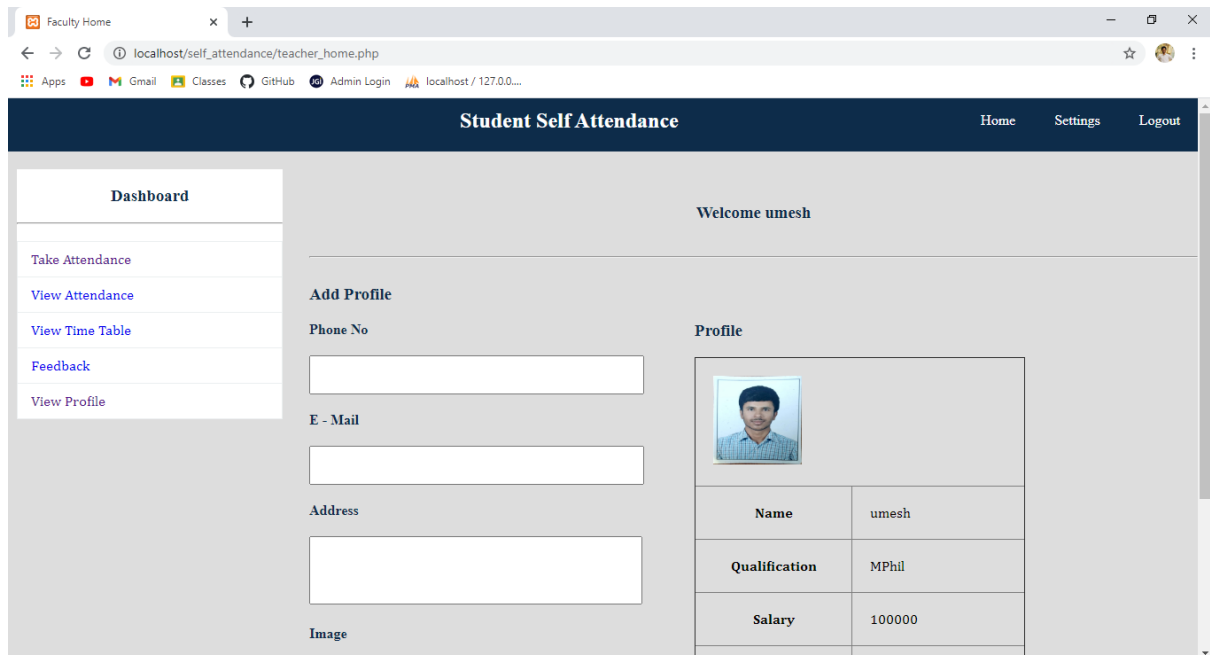 Faculty Home
localhost/self_attendance/teacher_home.php
Apps Gmail Classes GitHub JGI Admin Login PMA localhost / 127.0.0....
Student Self Attendance Home Settings Logout
Dashboard
Take Attendance
View Attendance
View Time Table
Feedback
View Profile
Welcome umesh
Add Profile
Phone No
E - Mail
Address
Image
Profile
Name umesh
Qualification MPhil
Salary 100000